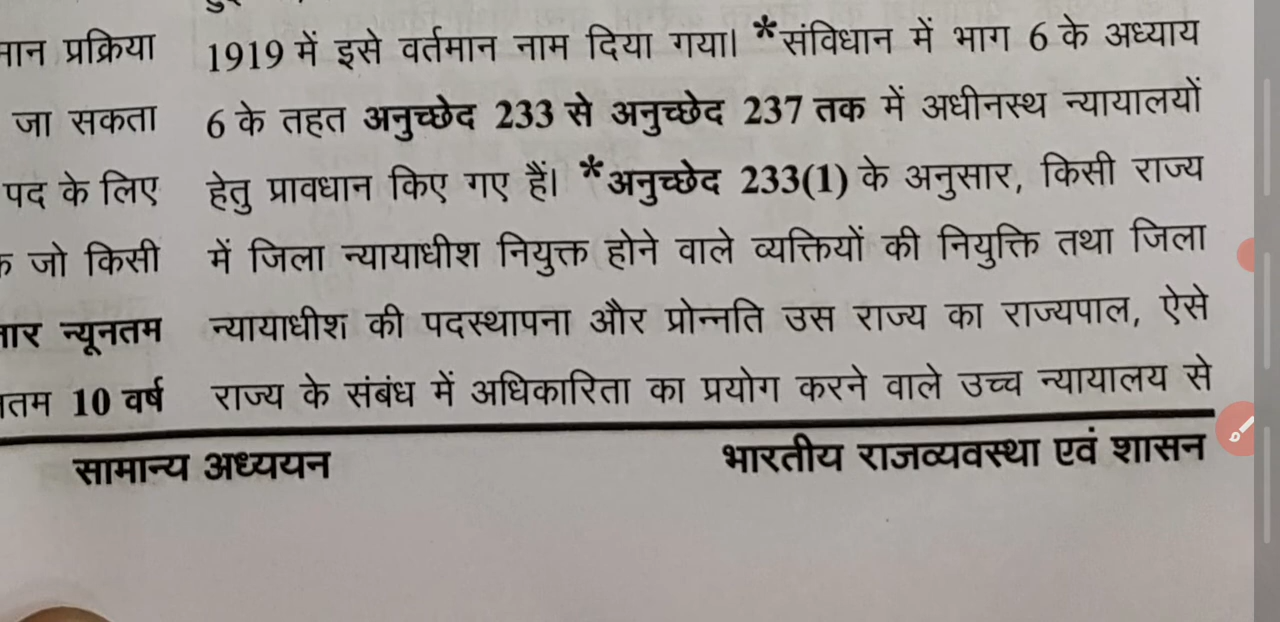 मान प्रक्रिया
जा सकता
पद के लिए
जो किसी
न्यूनतम
10 वर्ष
1919 में इसे वर्तमान नाम दिया गया। *संविधान में भाग 6 के अध्याय
6 के तहत अनुच्छेद 233 से अनुच्छेद 237 तक में अधीनस्थ न्यायालयों
हेतु प्रावधान किए गए हैं। *अनुच्छेद 233(1) के अनुसार, किसी राज्य
में जिला न्यायाधीश नियुक्त होने वाले व्यक्तियों की नियुक्ति तथा जिला
न्यायाधीश की पदस्थापना और प्रोन्नति उस राज्य का राज्यपाल, ऐसे
राज्य के संबंध में अधिकारिता का प्रयोग करने वाले उच्च न्यायालय से
सामान्य अध्ययन
भारतीय राजव्यवस्था एवं शासन